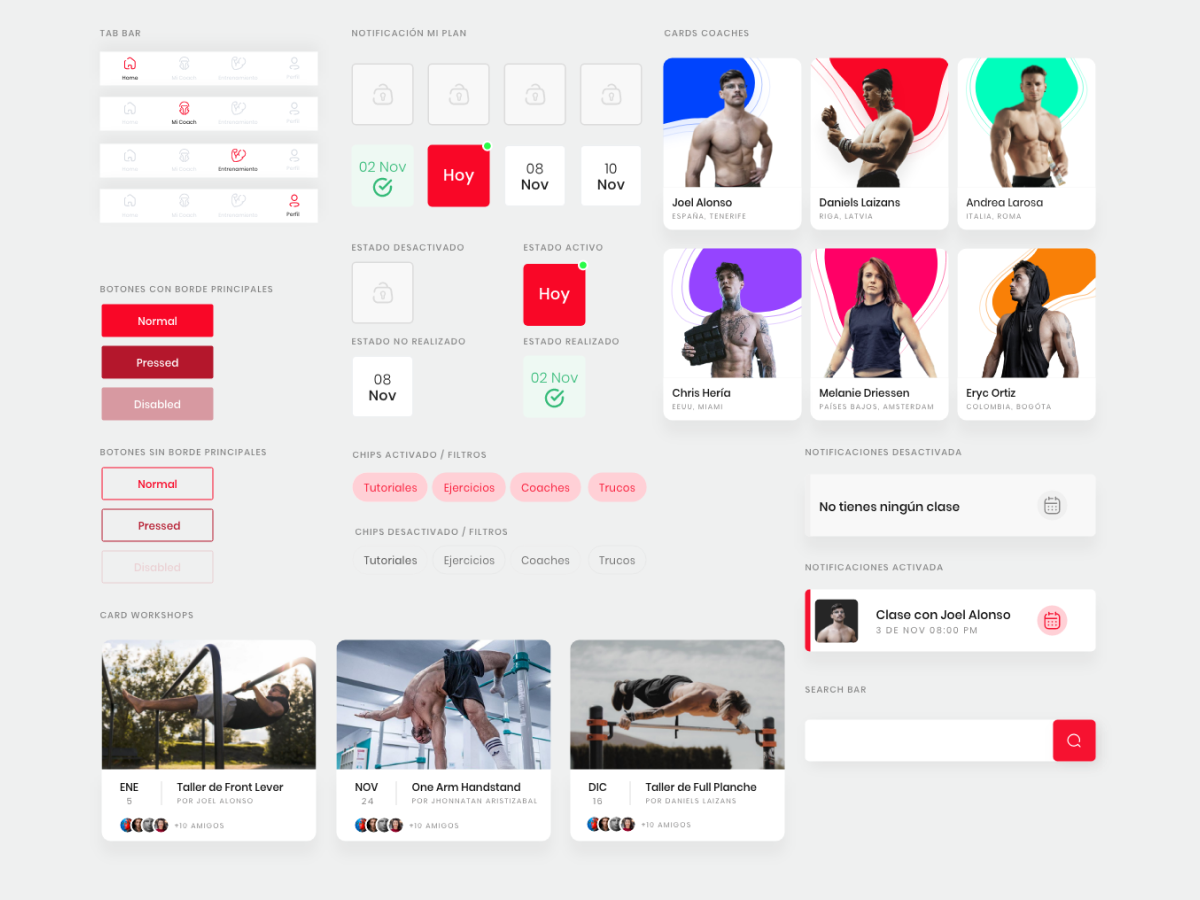 TAB BAR
Home Mi Coach Entrenamiento Perfil
Home Mi Coach Entrenamiento Perfil
Home Mi Coach Entrenamiento Perfil
Home Mi Coach Entrenamiento Perfil
BOTONES CON BORDE PRINCIPALES
Normal
Pressed
Disabled
BOTONES SIN BORDE PRINCIPALES
Normal
Pressed
Disabled
NOTIFICACIÓN MI PLAN
02 Nov
Hoy
08
Nov
10
Nov
ESTADO DESACTIVADO
ESTADO ACTIVO
Hoy
ESTADO NO REALIZADO
08
Nov
ESTADO REALIZADO
02 Nov
CHIPS ACTIVADO / FILTROS
Tutoriales Ejercicios Coaches Trucos
CHIPS DESACTIVADO / FILTROS
Tutoriales Ejercicios Coaches Trucos
CARDS COACHES
Joel Alonso
ESPAÑA, TENERIFE
Daniels Laizans
RIGA, LATVIA
Andrea Larosa
ITALIA, ROMA
Chris Hería
EEUU, MIAMI
Melanie Driessen
PAÍSES BAJOS, AMSTERDAM
Eryc Ortiz
COLOMBIA, BOGÓTA
NOTIFICACIONES DESACTIVADA
No tienes ningún clase
NOTIFICACIONES ACTIVADA
Clase con Joel Alonso
3 DE NOV 08:00 PM
SEARCH BAR
CARD WORKSHOPS
ENE
5
Taller de Front Lever
POR JOEL ALONSO
+10 AMIGOS
NOV
24
One Arm Handstand
POR JHONNATAN ARISTIZABAL
+10 AMIGOS
DIC
16
Taller de Full Planche
POR DANIELS LAIZANS
+10 AMIGOS